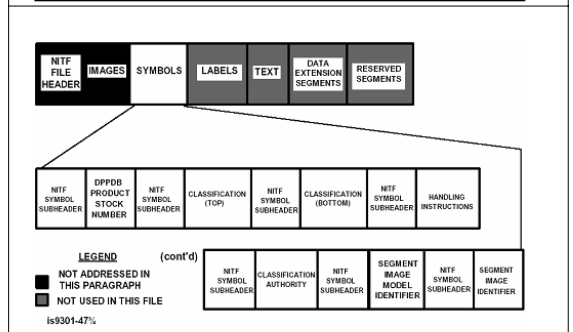 NITF
FILE
HEADER
IMAGES
SYMBOLS
LABELS
TEXT
DATA
EXTENSION
SEGMENTS
RESERVED
SEGMENTS
NITF
SYMBOL
SUBHEADER
DPPDB
PRODUCT
STOCK
NUMBER
NITF
SYMBOL
SUBHEADER
CLASSIFICATION
(TOP)
NITF
SYMBOL
SUBHEADER
CLASSIFICATION
(BOTTOM)
NITF
SYMBOL
SUBHEADER
HANDLING
INSTRUCTIONS
LEGEND
NOT ADDRESSED IN
THIS PARAGRAPH
NOT USED IN THIS FILE
is9301-47%
(cont'd)
NITF
SYMBOL
SUBHEADER
CLASSIFICATION
AUTHORITY
NITF
SYMBOL
SUBHEADER
SEGMENT
IMAGE
MODEL
IDENTIFIER
NITF
SYMBOL
SUBHEADER
SEGMENT
IMAGE
IDENTIFIER